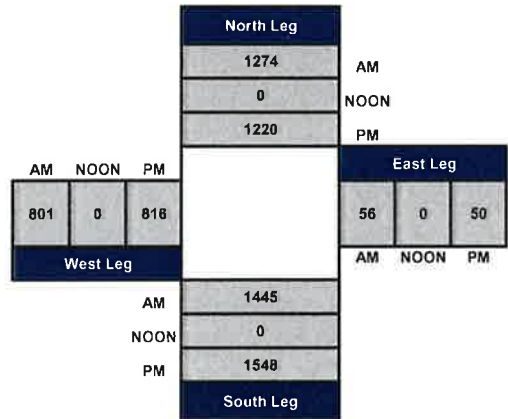 North Leg
1274 AM
0 NOON
1220 PM
AM NOON PM
East Leg
801 0 816
56 0 50
West Leg
AM NOON PM
AM 1445
NOON 0
PM 1548
South Leg